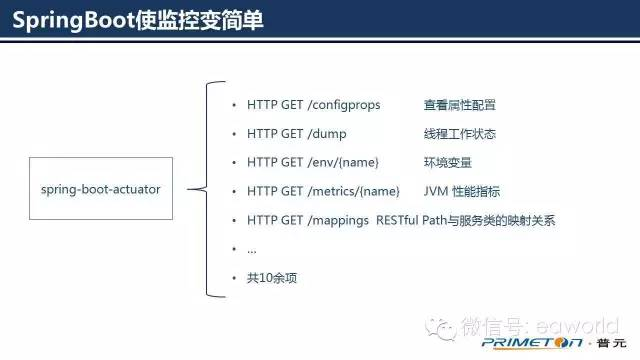 SpringBoot使监控变简单
• HTTP GET /configprops 查看属性配置
• HTTP GET /dump 线程工作状态
• HTTP GET /env/{name} 环境变量
spring-boot-actuator
• HTTP GET /metrics/{name} JVM 性能指标
• HTTP GET /mappings RESTful Path与服务类的映射关系
• ...
• 共10余项
微信号: eaworld
PRIMETON·普元